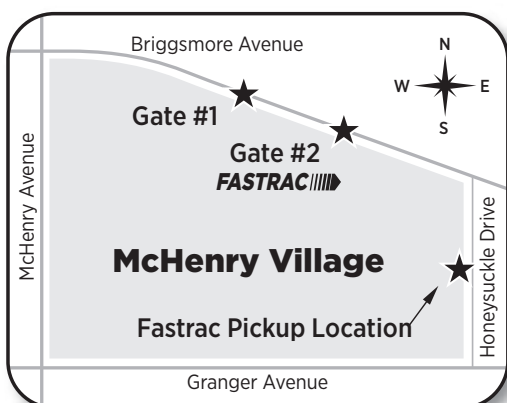 Briggsmore Avenue
N
W E
S
Gate #1
Gate #2
FASTRAC
McHenry Avenue
McHenry Village
Honeysuckle Drive
Fastrac Pickup Location
Granger Avenue